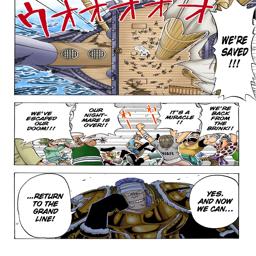 ウオオオオオオ
WE'RE
SAVED
!!!
WE'RE
BACK
FROM
THE
BRINK!!
IT'S A
MIRACLE
!!
OUR
NIGHT-
MARE IS
OVER!!
WE'VE
ESCAPED
OUR
DOOM!!!
YES.
AND NOW
WE CAN...
...RETURN
TO THE
GRAND
LINE!